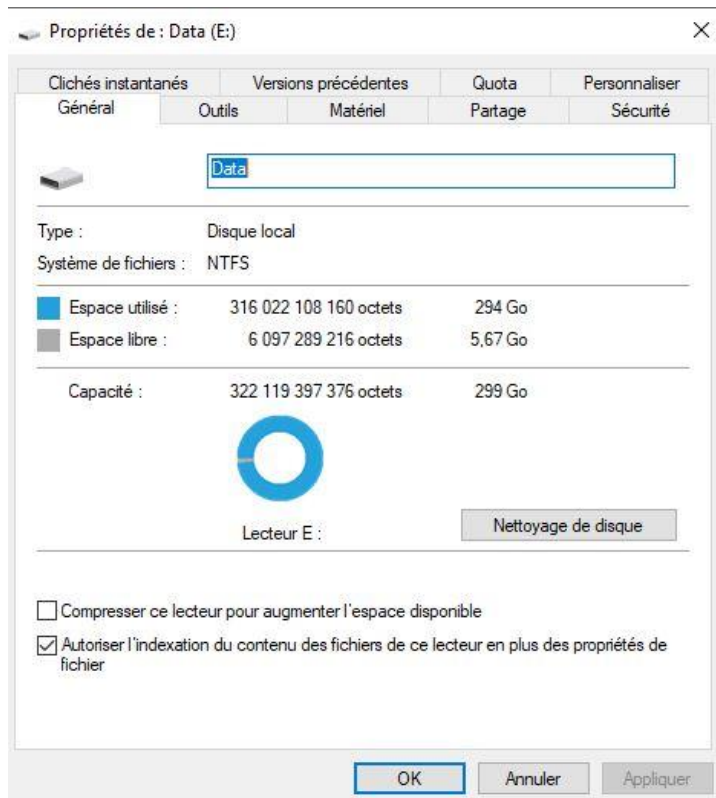 Propriétés de : Data (E:)
Clichés instantanés Versions précédentes Quota Personnaliser
Général Outils Matériel Partage Sécurité
Data
Type : Disque local
Système de fichiers : NTFS
Espace utilisé : 316 022 108 160 octets 294 Go
Espace libre : 6 097 289 216 octets 5,67 Go
Capacité : 322 119 397 376 octets 299 Go
Lecteur E : Nettoyage de disque
Compresser ce lecteur pour augmenter l'espace disponible
Autoriser l'indexation du contenu des fichiers de ce lecteur en plus des propriétés de
fichier
OK Annuler Appliquer